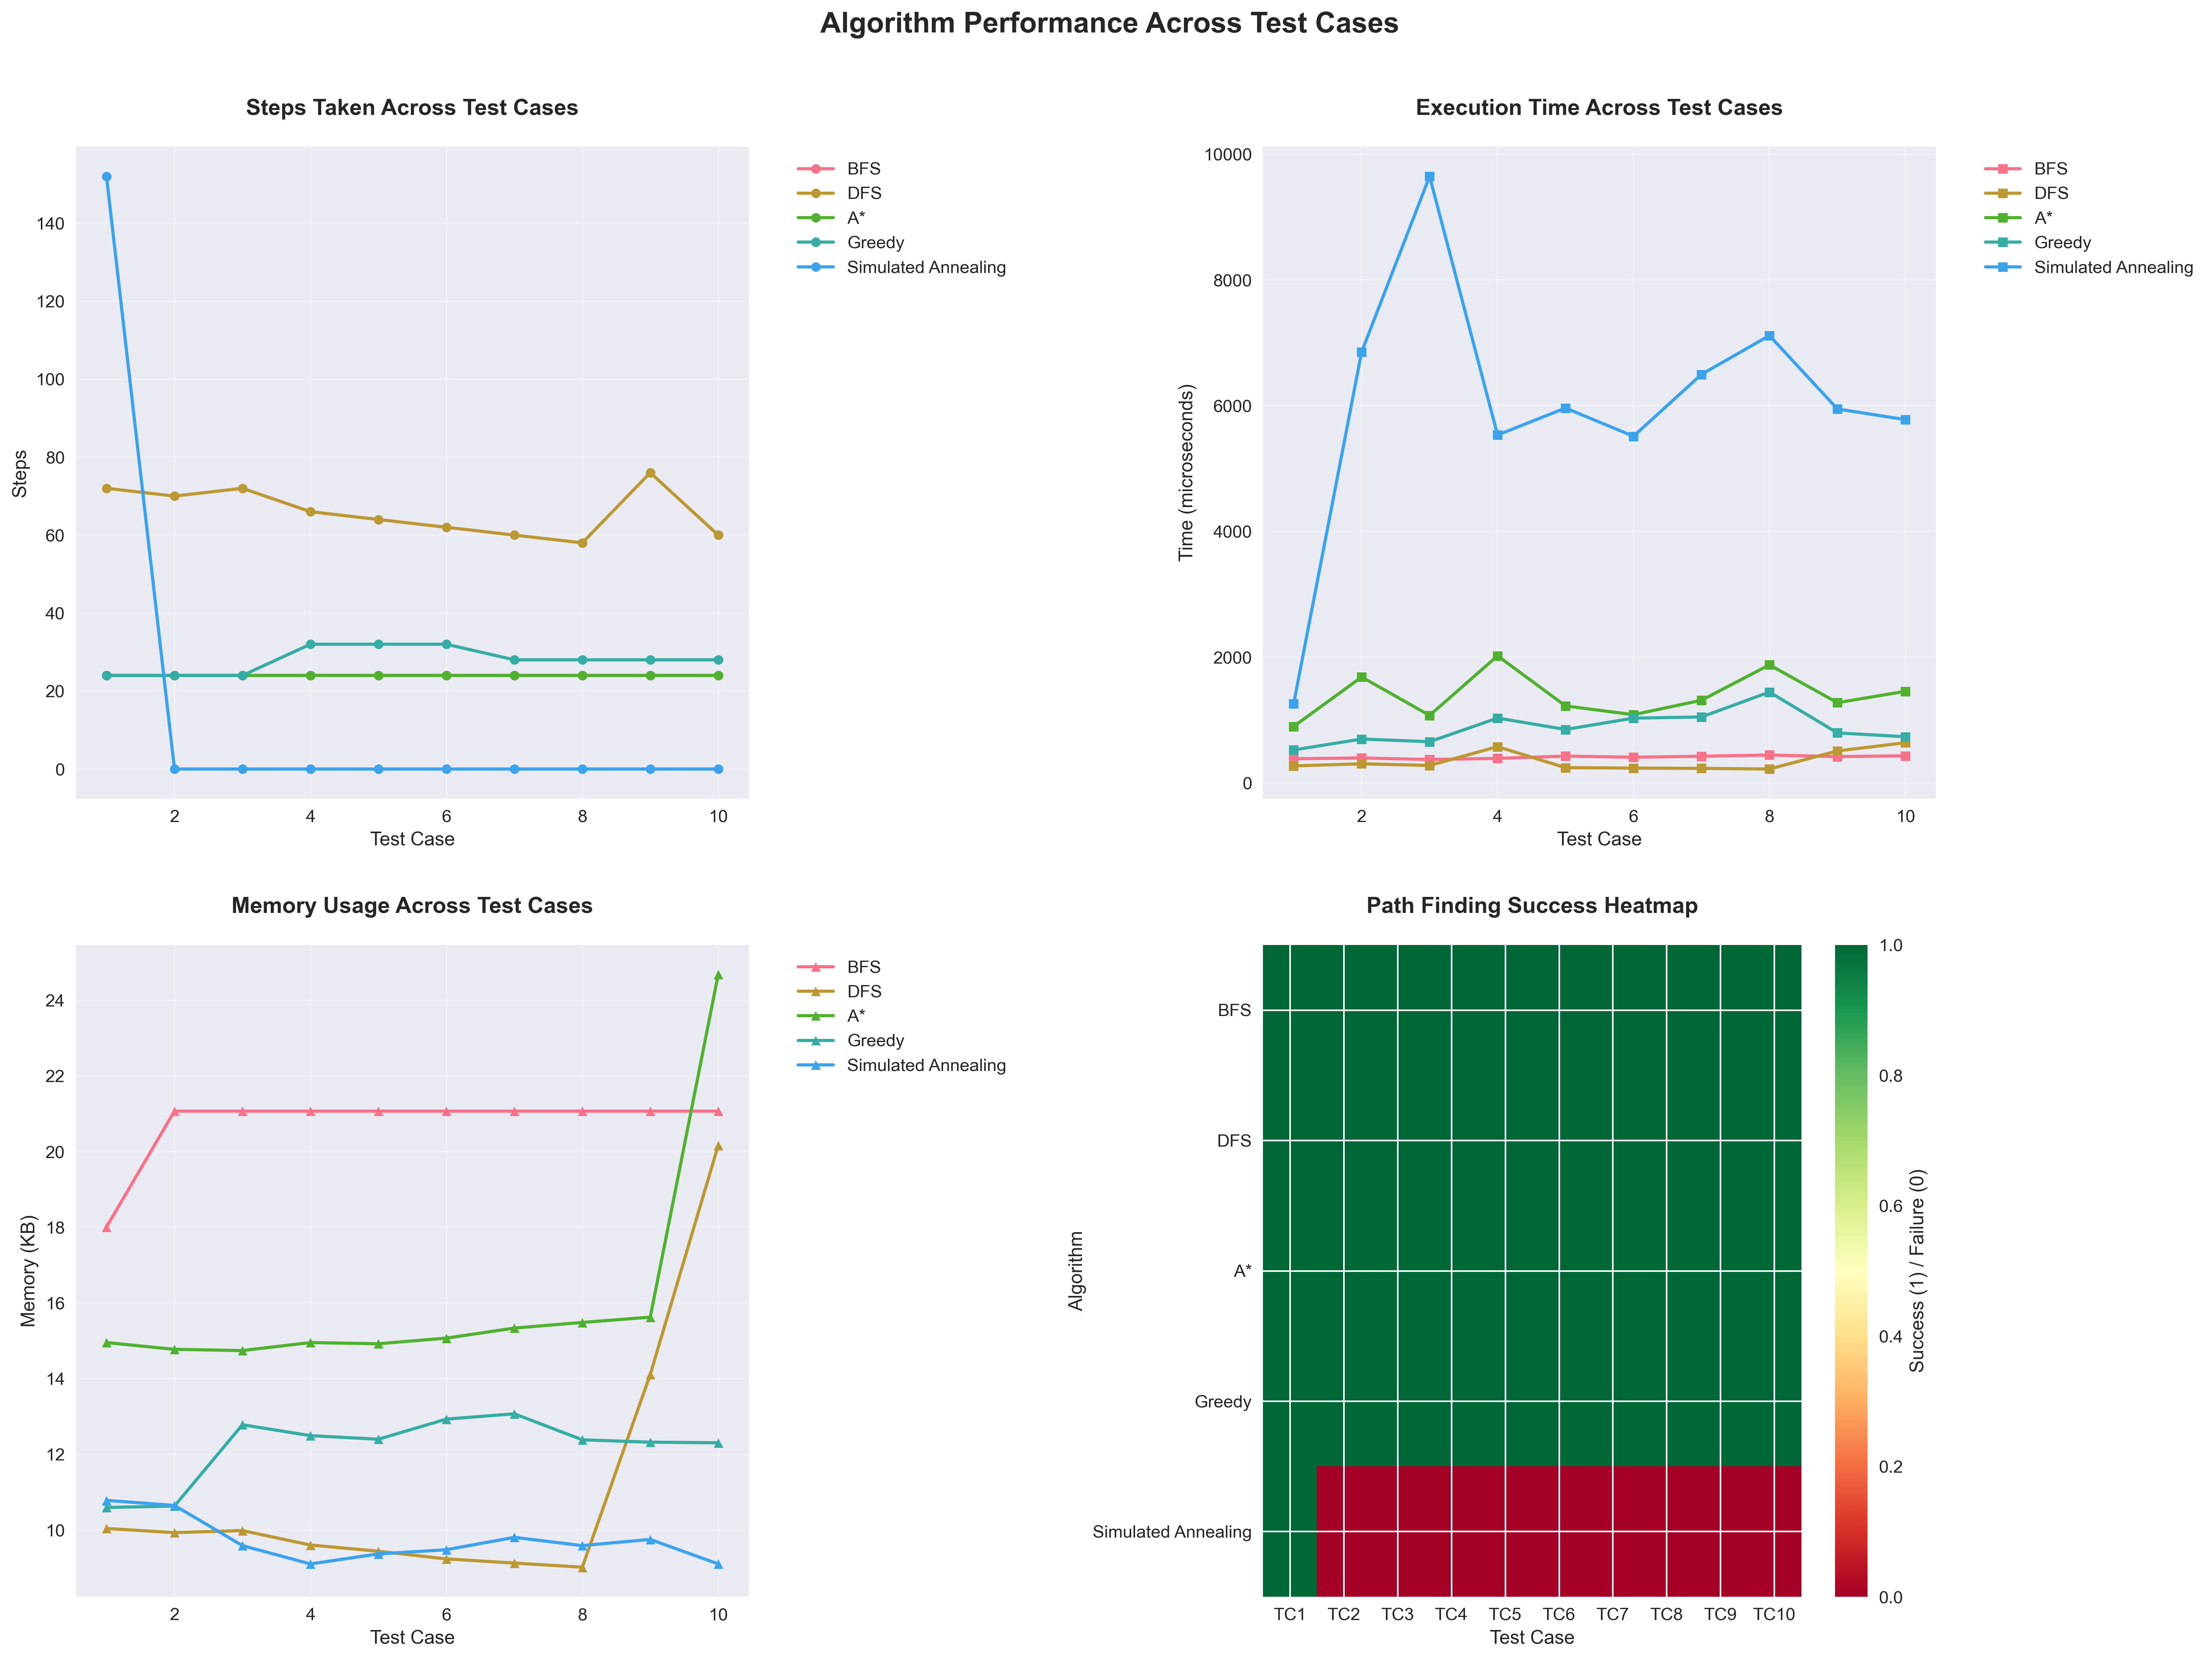 Algorithm Performance Across Test Cases
Steps Taken Across Test Cases
140
120
100
80
60
40
20
0
Steps
2 4 6 8 10
Test Case
BFS
DFS
A*
Greedy
Simulated Annealing
Execution Time Across Test Cases
10000
8000
6000
4000
2000
0
Time (microseconds)
2 4 6 8 10
Test Case
BFS
DFS
A*
Greedy
Simulated Annealing
Memory Usage Across Test Cases
24
22
20
18
16
14
12
10
Memory (KB)
2 4 6 8 10
Test Case
BFS
DFS
A*
Greedy
Simulated Annealing
Path Finding Success Heatmap
Algorithm
BFS
DFS
A*
Greedy
Simulated Annealing
TC1 TC2 TC3 TC4 TC5 TC6 TC7 TC8 TC9 TC10
Test Case
1.0
0.8
0.6
0.4
0.2
0.0
Success (1) / Failure (0)